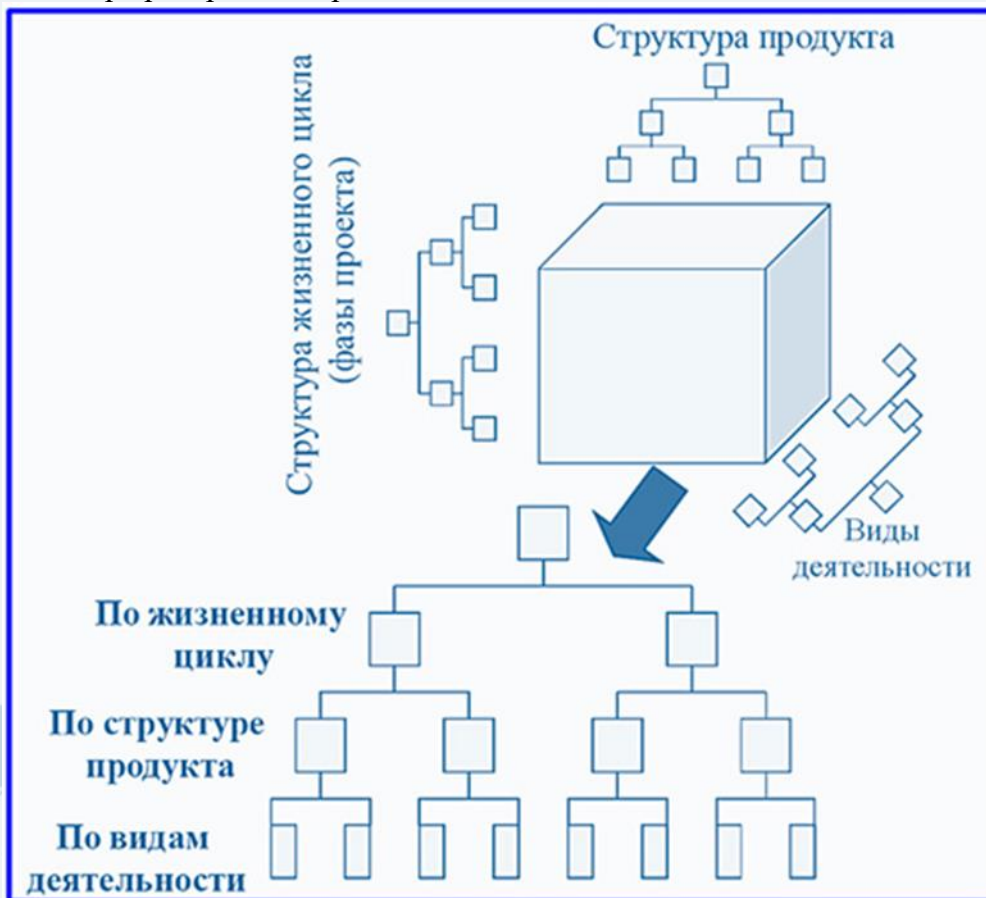 Структура продукта
Структура жизненного цикла
(фазы проекта)
Виды
деятельности
По жизненному
циклу
По структуре
продукта
По видам
деятельности